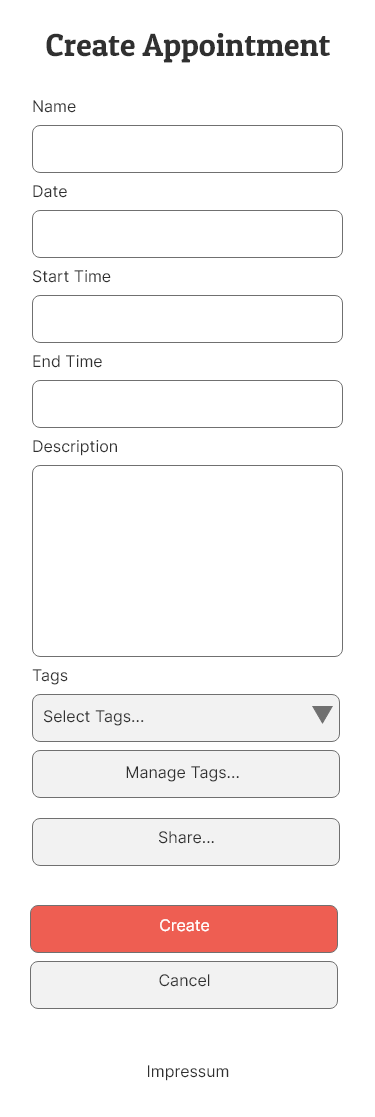 Create Appointment
Name
Date
Start Time
End Time
Description
Tags
Select Tags...
Manage Tags...
Share...
Create
Cancel
Impressum